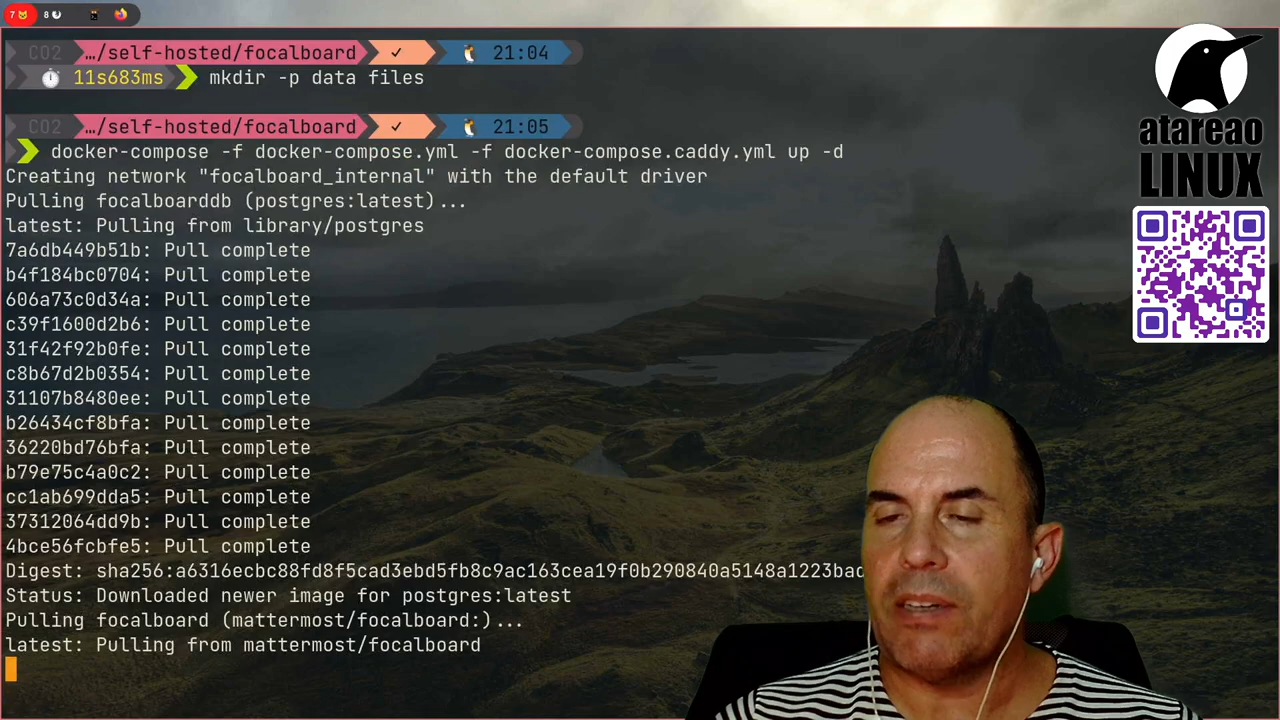 7 8
CO2 …/self-hosted/focalboard ✓ 21:04
11s683ms mkdir -p data files
CO2 …/self-hosted/focalboard ✓ 21:05
docker-compose -f docker-compose.yml -f docker-compose.caddy.yml up -d
Creating network "focalboard_internal" with the default driver
Pulling focalboarddb (postgres:latest)...
latest: Pulling from library/postgres
7a6db449b51b: Pull complete
b4f184bc0704: Pull complete
606a73c0d34a: Pull complete
c39f1600d2b6: Pull complete
31f42f92b0fe: Pull complete
c8b67d2b0354: Pull complete
31107b8480ee: Pull complete
b26434cf8bfa: Pull complete
36220bd76bfa: Pull complete
b79e75c4a0c2: Pull complete
cc1ab699dda5: Pull complete
37312064dd9b: Pull complete
4bce56fcbfe5: Pull complete
Digest: sha256:a6316ecbc88fd8f5cad3ebd5fb8c9ac163cea19f0b290840a5148a1223bad
Status: Downloaded newer image for postgres:latest
Pulling focalboard (mattermost/focalboard:)...
latest: Pulling from mattermost/focalboard
atareao
LINUX